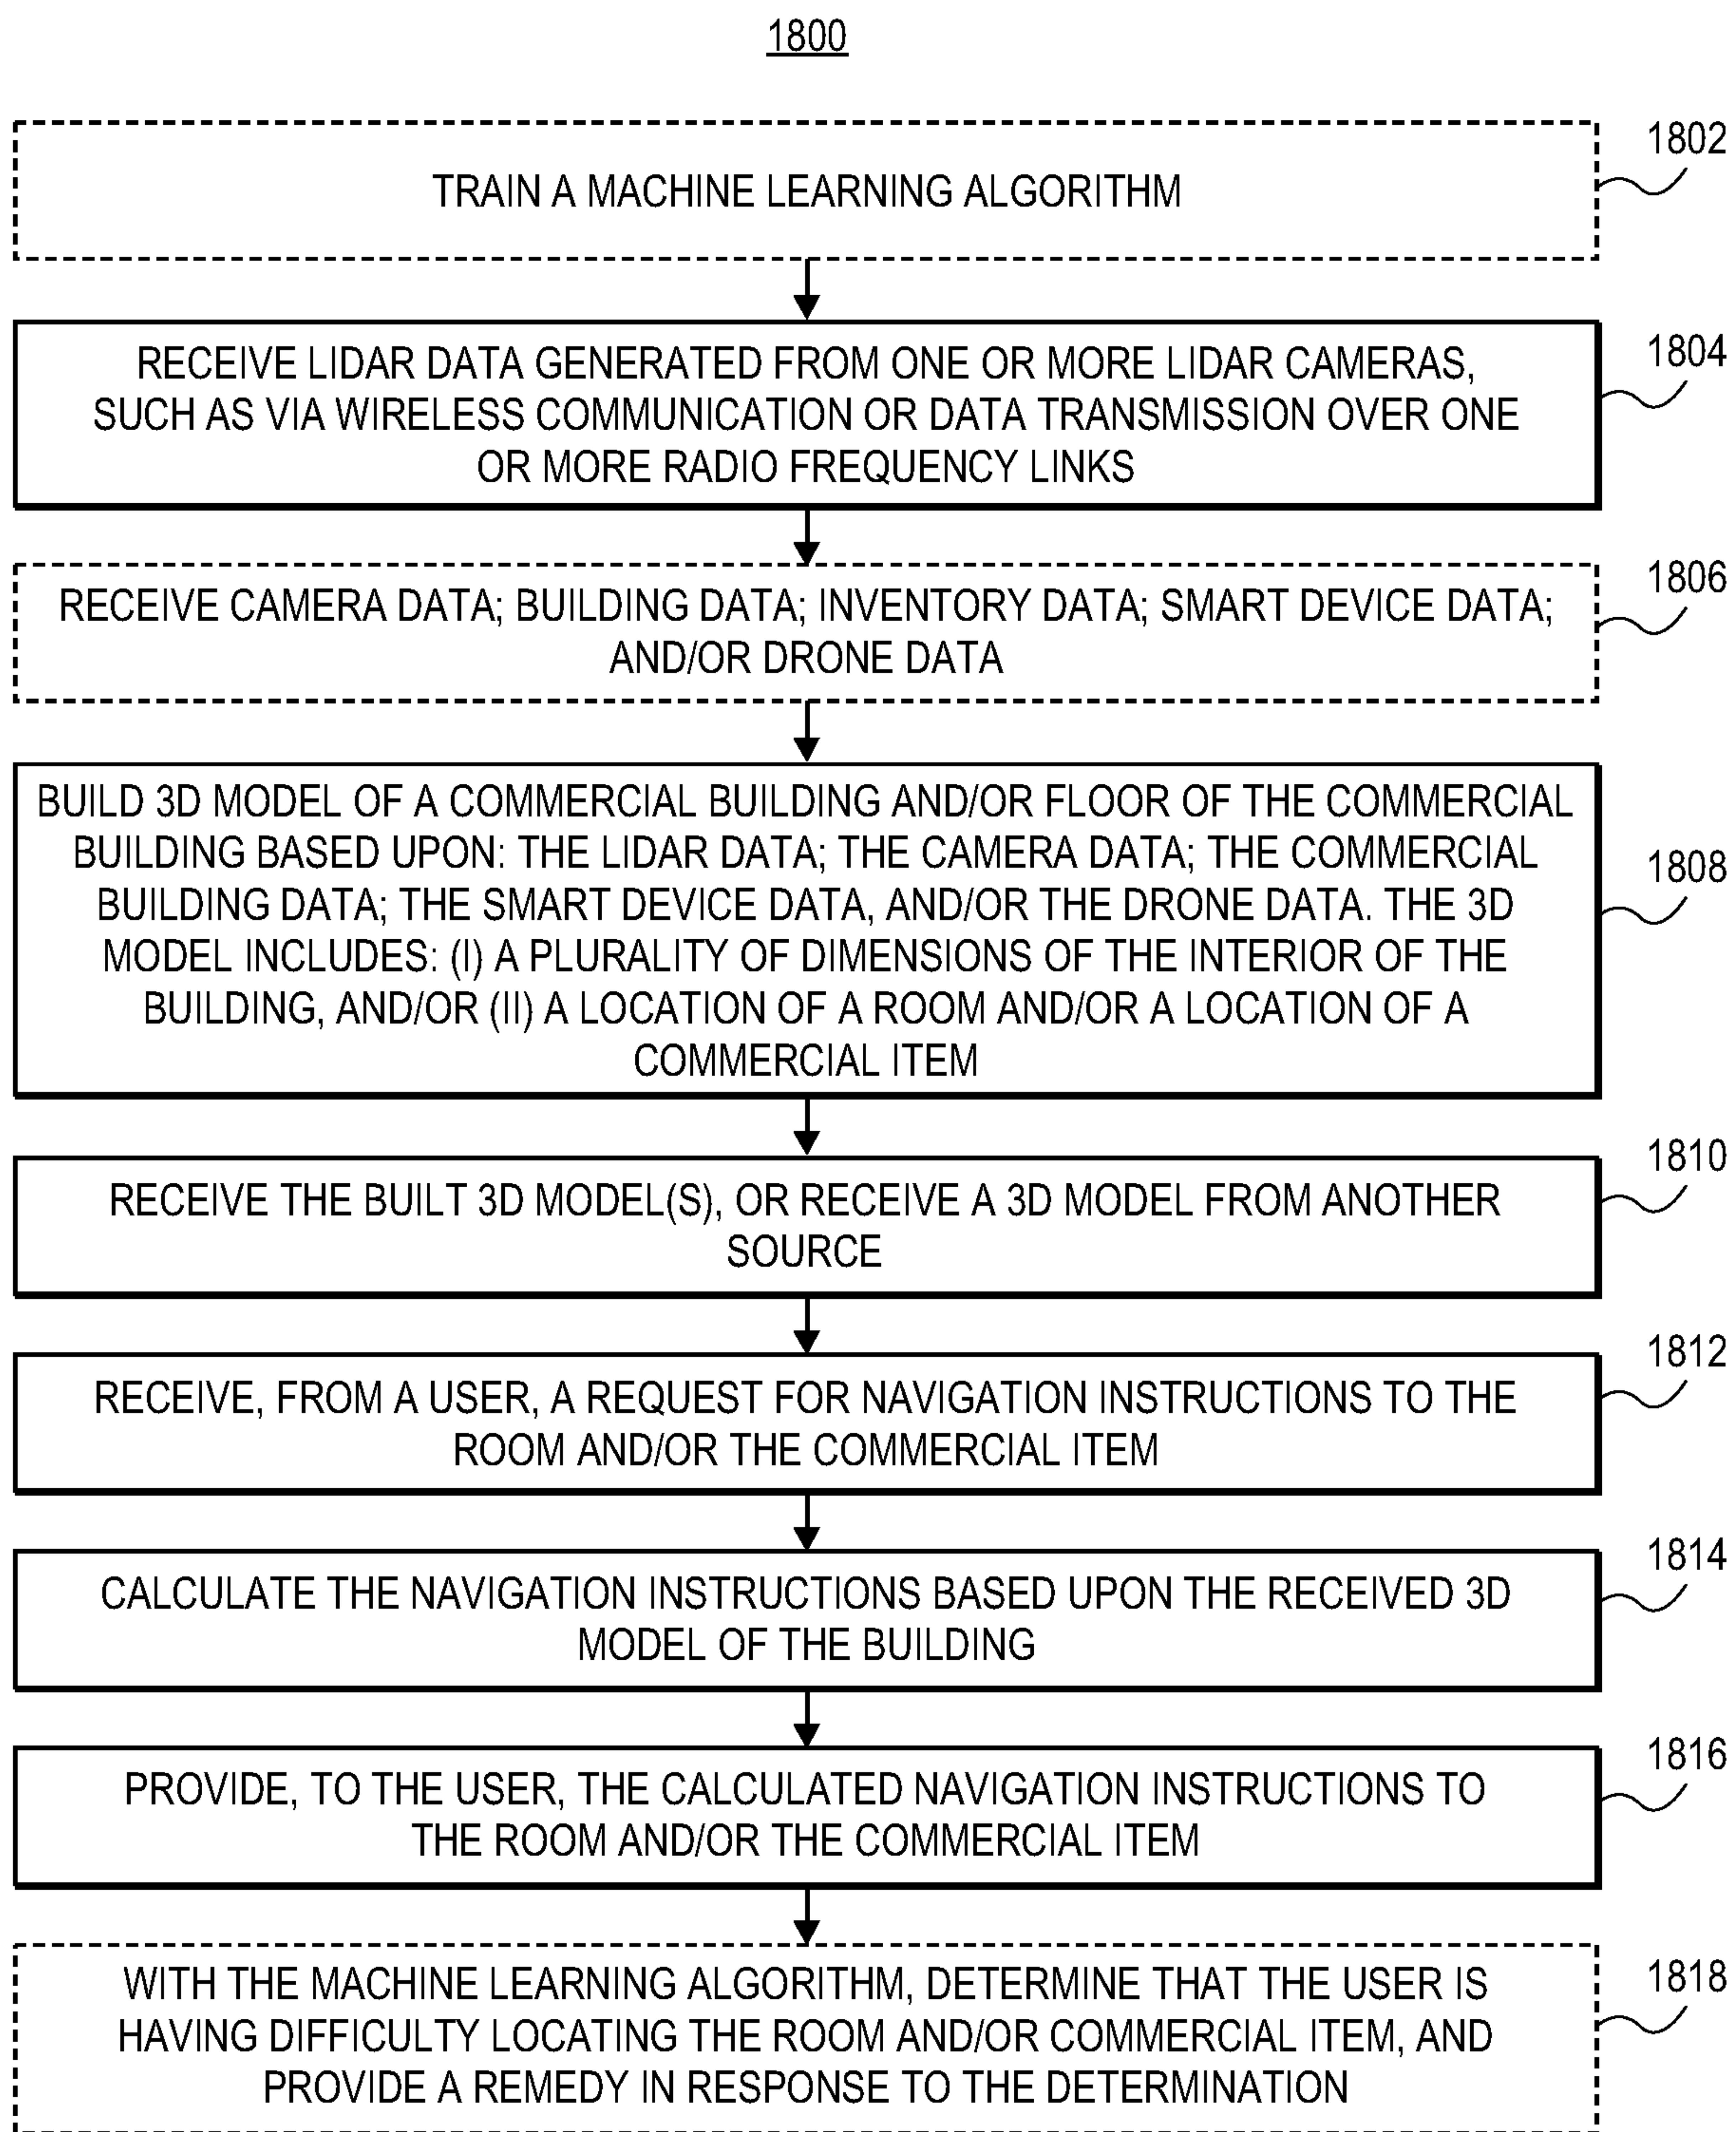 1800
1802
TRAIN A MACHINE LEARNING ALGORITHM
1804
RECEIVE LIDAR DATA GENERATED FROM ONE OR MORE LIDAR CAMERAS,
SUCH AS VIA WIRELESS COMMUNICATION OR DATA TRANSMISSION OVER ONE
OR MORE RADIO FREQUENCY LINKS
1806
RECEIVE CAMERA DATA; BUILDING DATA; INVENTORY DATA; SMART DEVICE DATA;
AND/OR DRONE DATA
1808
BUILD 3D MODEL OF A COMMERCIAL BUILDING AND/OR FLOOR OF THE COMMERCIAL
BUILDING BASED UPON: THE LIDAR DATA; THE CAMERA DATA; THE COMMERCIAL
BUILDING DATA; THE SMART DEVICE DATA, AND/OR THE DRONE DATA. THE 3D
MODEL INCLUDES: (I) A PLURALITY OF DIMENSIONS OF THE INTERIOR OF THE
BUILDING, AND/OR (II) A LOCATION OF A ROOM AND/OR A LOCATION OF A
COMMERCIAL ITEM
1810
RECEIVE THE BUILT 3D MODEL(S), OR RECEIVE A 3D MODEL FROM ANOTHER
SOURCE
1812
RECEIVE, FROM A USER, A REQUEST FOR NAVIGATION INSTRUCTIONS TO THE
ROOM AND/OR THE COMMERCIAL ITEM
1814
CALCULATE THE NAVIGATION INSTRUCTIONS BASED UPON THE RECEIVED 3D
MODEL OF THE BUILDING
1816
PROVIDE, TO THE USER, THE CALCULATED NAVIGATION INSTRUCTIONS TO
THE ROOM AND/OR THE COMMERCIAL ITEM
1818
WITH THE MACHINE LEARNING ALGORITHM, DETERMINE THAT THE USER IS
HAVING DIFFICULTY LOCATING THE ROOM AND/OR COMMERCIAL ITEM, AND
PROVIDE A REMEDY IN RESPONSE TO THE DETERMINATION